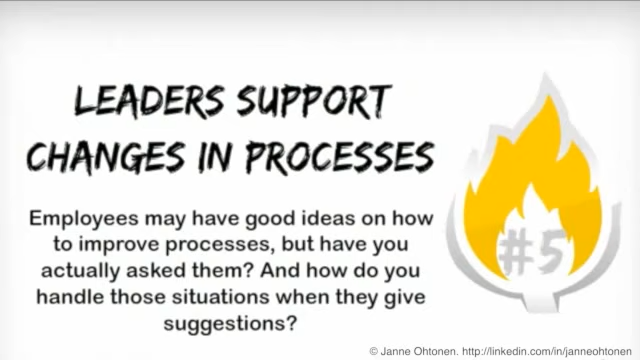 LEADERS SUPPORT
CHANGES IN PROCESSES
Employees may have good ideas on how
to improve processes, but have you
actually asked them? And how do you
handle those situations when they give
suggestions?
#5
© Janne Ohtonen. http://linkedin.com/in/janneohtonen